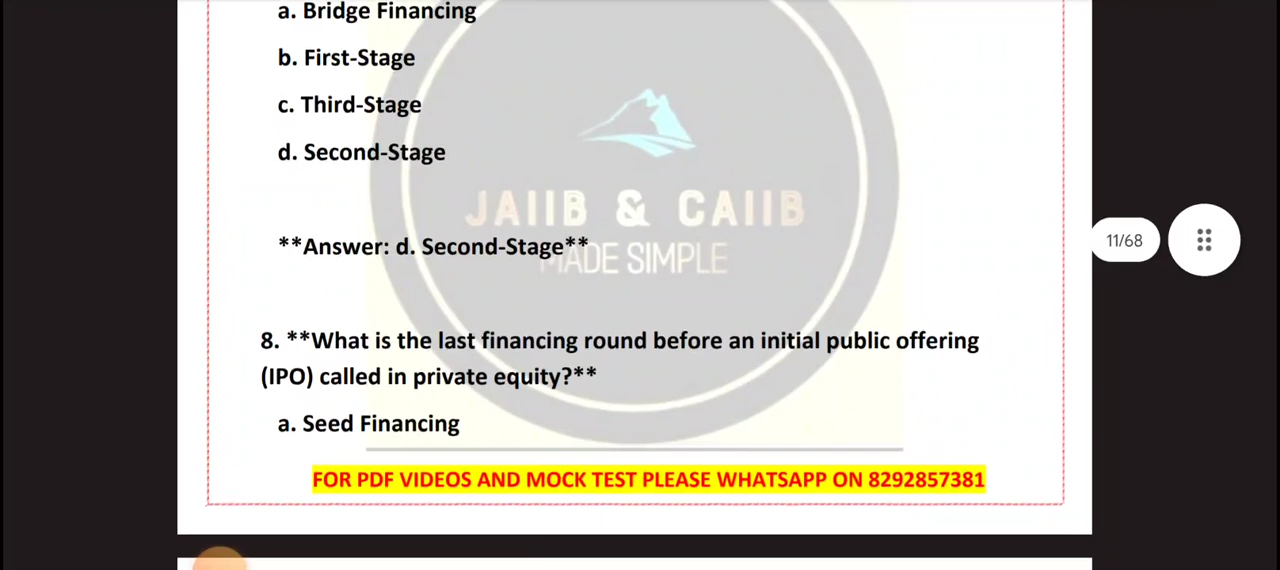 a. Bridge Financing
b. First-Stage
c. Third-Stage
d. Second-Stage
JAIIB & CAIIB
**Answer: d. Second-Stage**
MADE SIMPLE
11/68
8. **What is the last financing round before an initial public offering
(IPO) called in private equity?**
a. Seed Financing
FOR PDF VIDEOS AND MOCK TEST PLEASE WHATSAPP ON 8292857381